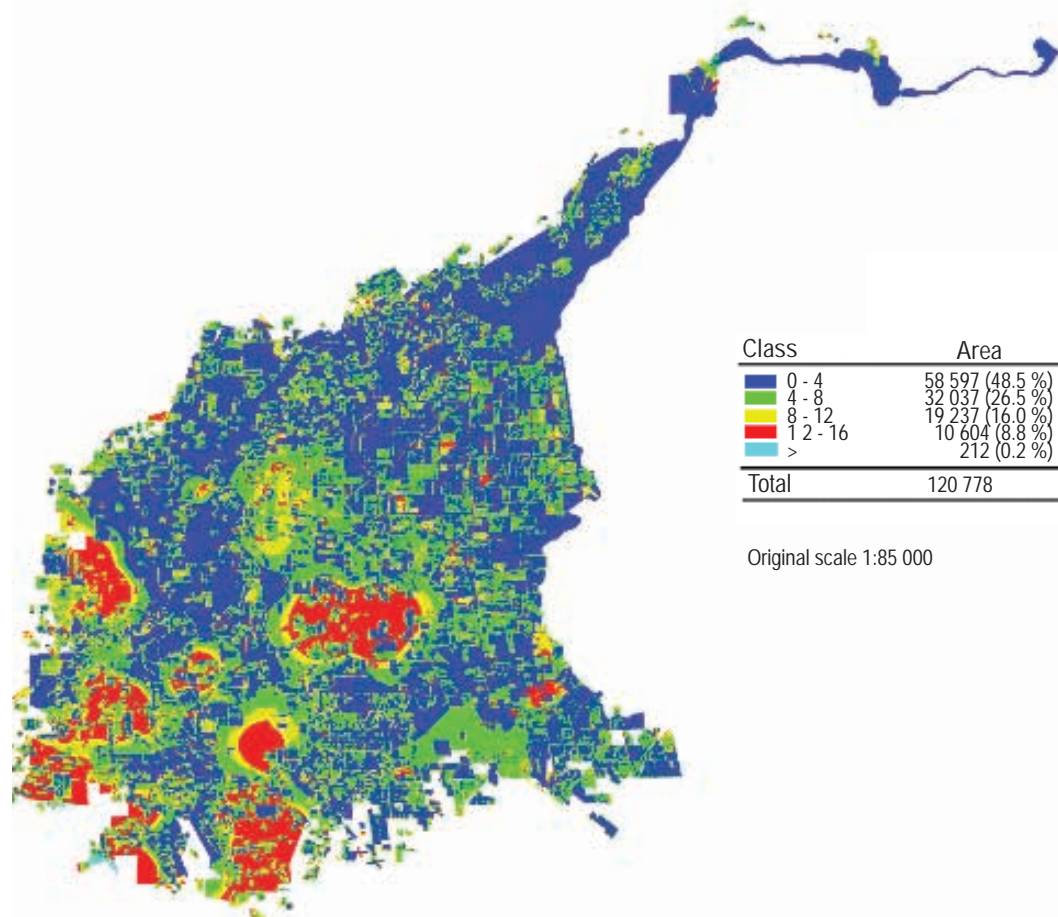 Class Area
0 - 4 58 597 (48.5 %)
4 - 8 32 037 (26.5 %)
8 - 12 19 237 (16.0 %)
1 2 - 16 10 604 (8.8 %)
> 212 (0.2 %)
Total 120 778
Original scale 1:85 000